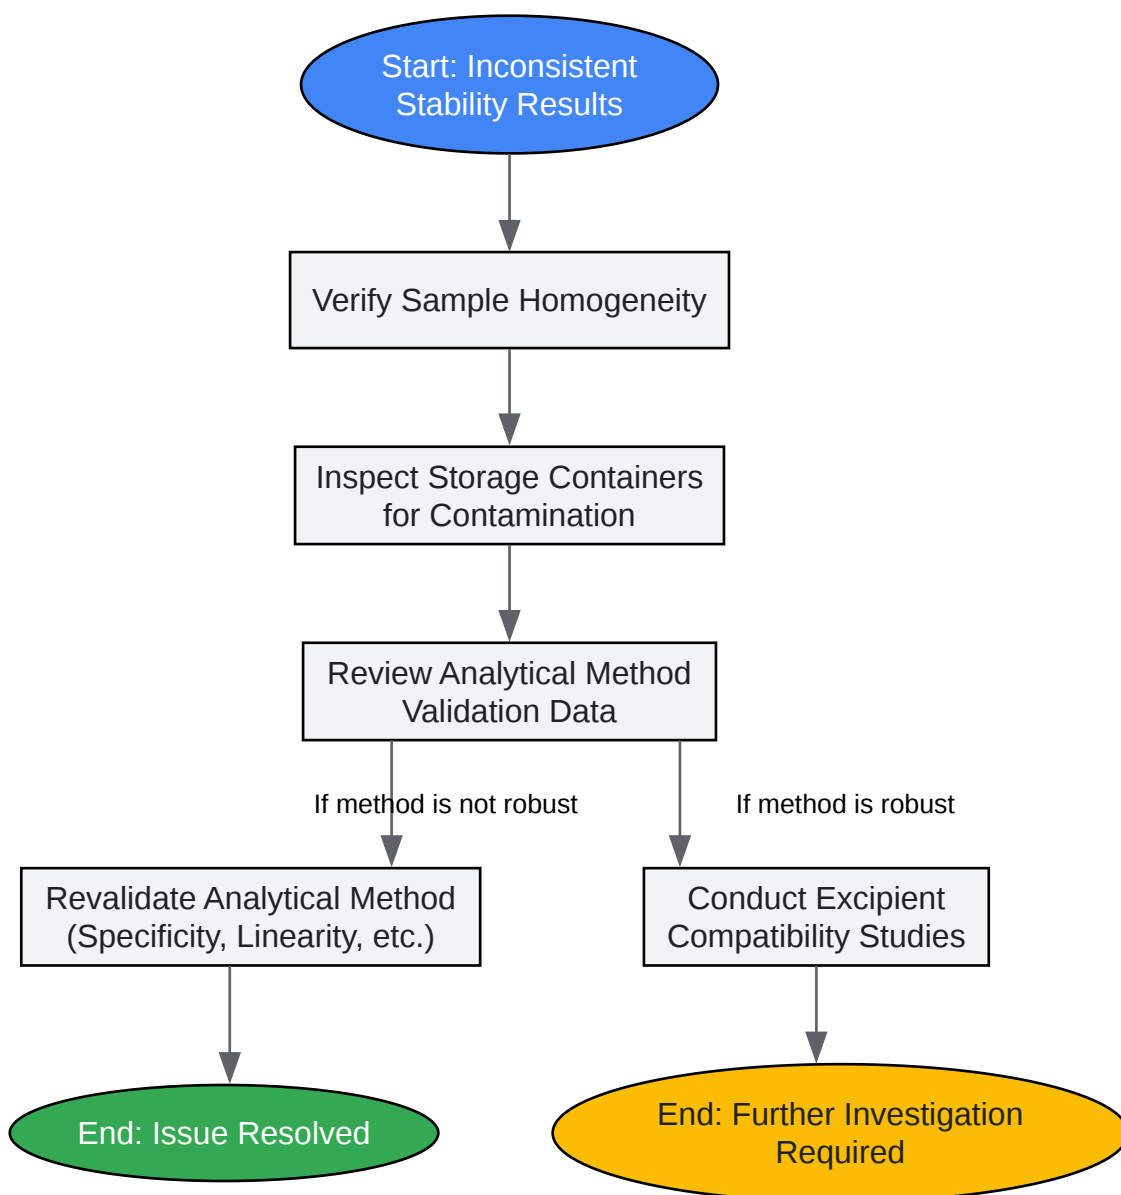 Start: Inconsistent
Stability Results
Verify Sample Homogeneity
Inspect Storage Containers
for Contamination
Review Analytical Method
Validation Data
If method is not robust
If method is robust
Revalidate Analytical Method
(Specificity, Linearity, etc.)
Conduct Excipient
Compatibility Studies
End: Issue Resolved
End: Further Investigation
Required